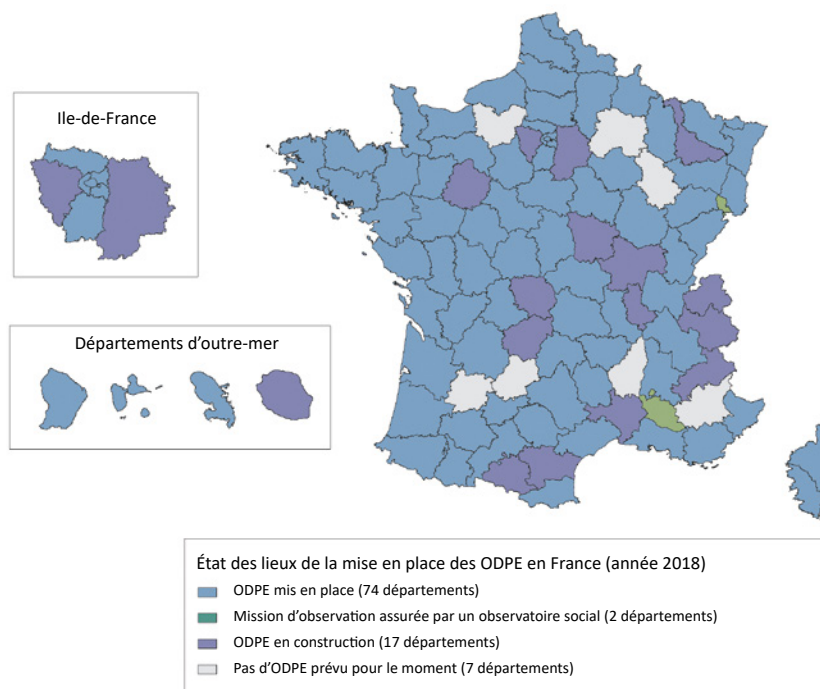 Ile-de-France
Départements d'outre-mer
État des lieux de la mise en place des ODPE en France (année 2018)
ODPE mis en place (74 départements)
Mission d'observation assurée par un observatoire social (2 départements)
ODPE en construction (17 départements)
Pas d'ODPE prévu pour le moment (7 départements)